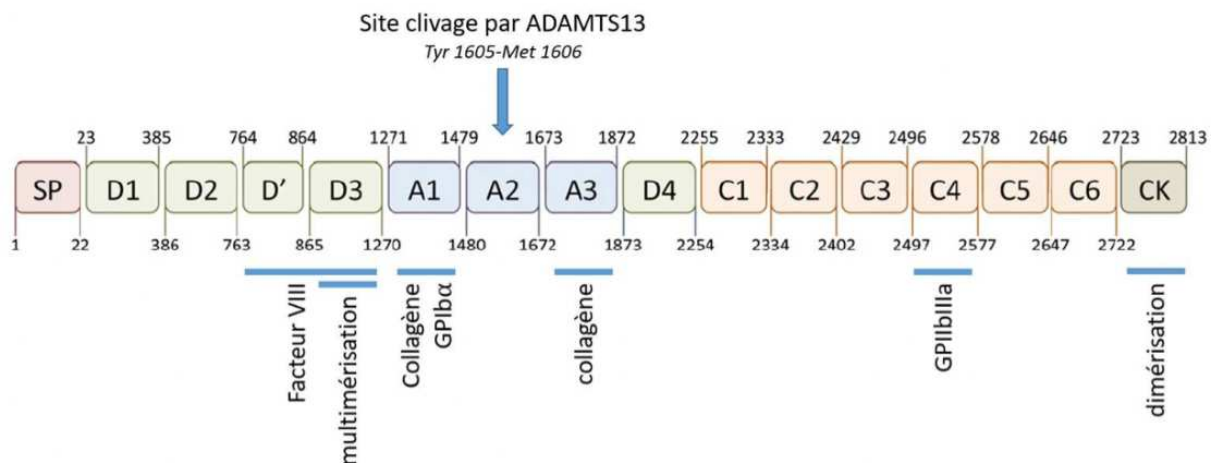 Site clivage par ADAMTS13
Tyr 1605-Met 1606
23 385 764 864 1271 1479 1673 1872 2255 2333 2429 2496 2578 2646 2723 2813
SP D1 D2 D' D3 A1 A2 A3 D4 C1 C2 C3 C4 C5 C6 CK
1 22 386 763 865 1270 1480 1672 1873 2254 2334 2402 2497 2577 2647 2722
Facteur VIII
multimérisation
Collagène
GPIbα
collagène
GPIIbIIIa
dimérisation